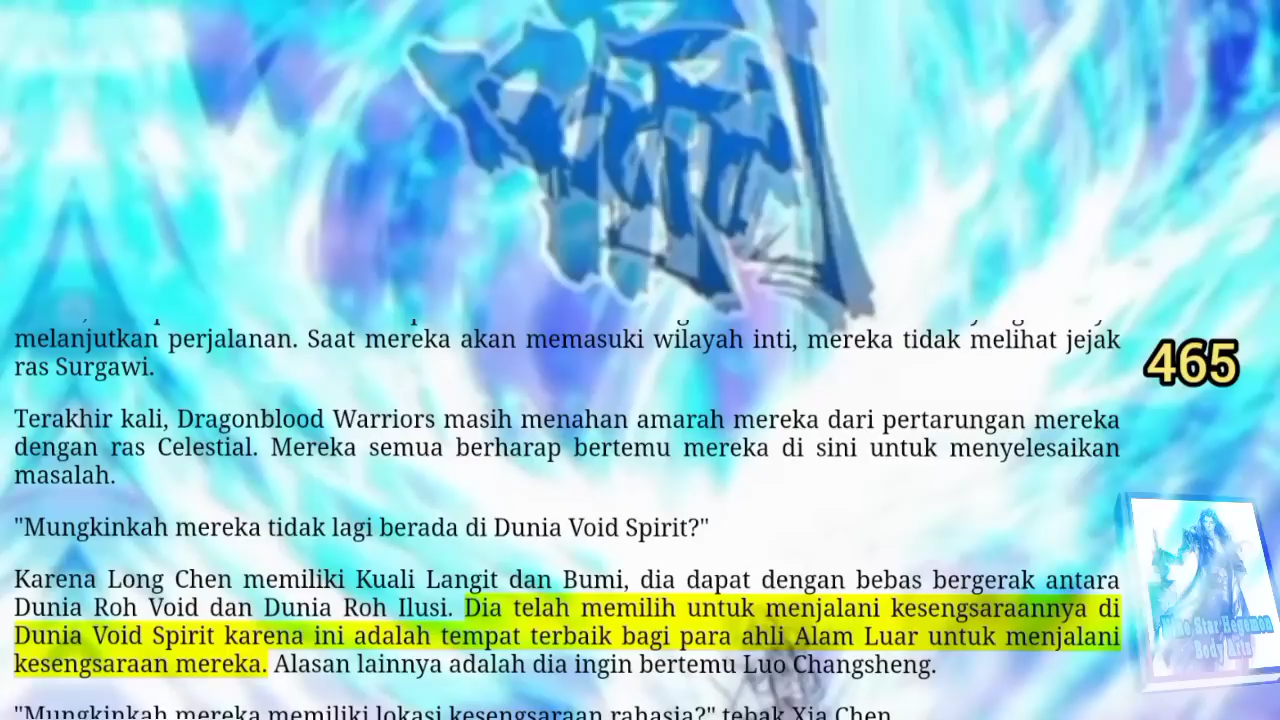 melanjutkan perjalanan. Saat mereka akan memasuki wilayah inti, mereka tidak melihat jejak
ras Surgawi.
465
Terakhir kali, Dragonblood Warriors masih menahan amarah mereka dari pertarungan mereka
dengan ras Celestial. Mereka semua berharap bertemu mereka di sini untuk menyelesaikan
masalah.
"Mungkinkah mereka tidak lagi berada di Dunia Void Spirit?"
Karena Long Chen memiliki Kuali Langit dan Bumi, dia dapat dengan bebas bergerak antara
Dunia Roh Void dan Dunia Roh Ilusi. Dia telah memilih untuk menjalani kesengsaraannya di
Dunia Void Spirit karena ini adalah tempat terbaik bagi para ahli Alam Luar untuk menjalani
kesengsaraan mereka. Alasan lainnya adalah dia ingin bertemu Luo Changsheng.
Nine Star Hegemon
Body Arts
"Mungkinkah mereka memiliki lokasi kesengsaraan rahasia?" tebak Xia Chen.